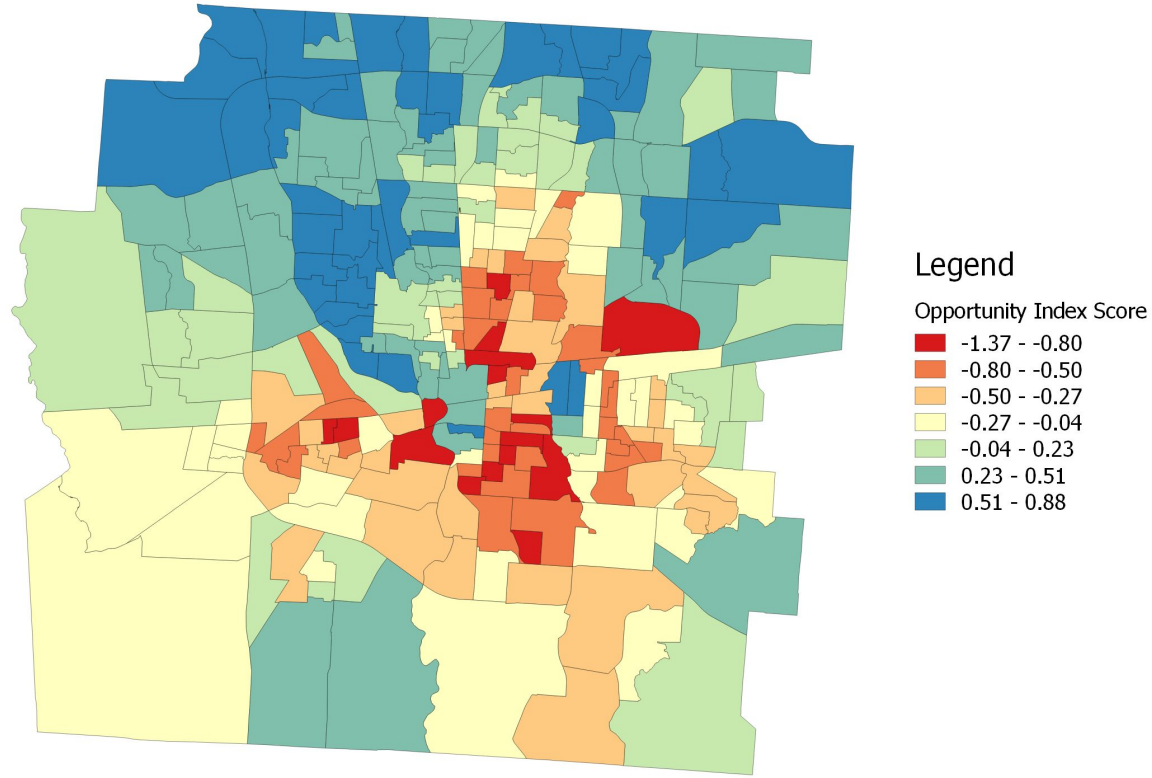 Legend
Opportunity Index Score
-1.37 - -0.80
-0.80 - -0.50
-0.50 - -0.27
-0.27 - -0.04
-0.04 - 0.23
0.23 - 0.51
0.51 - 0.88